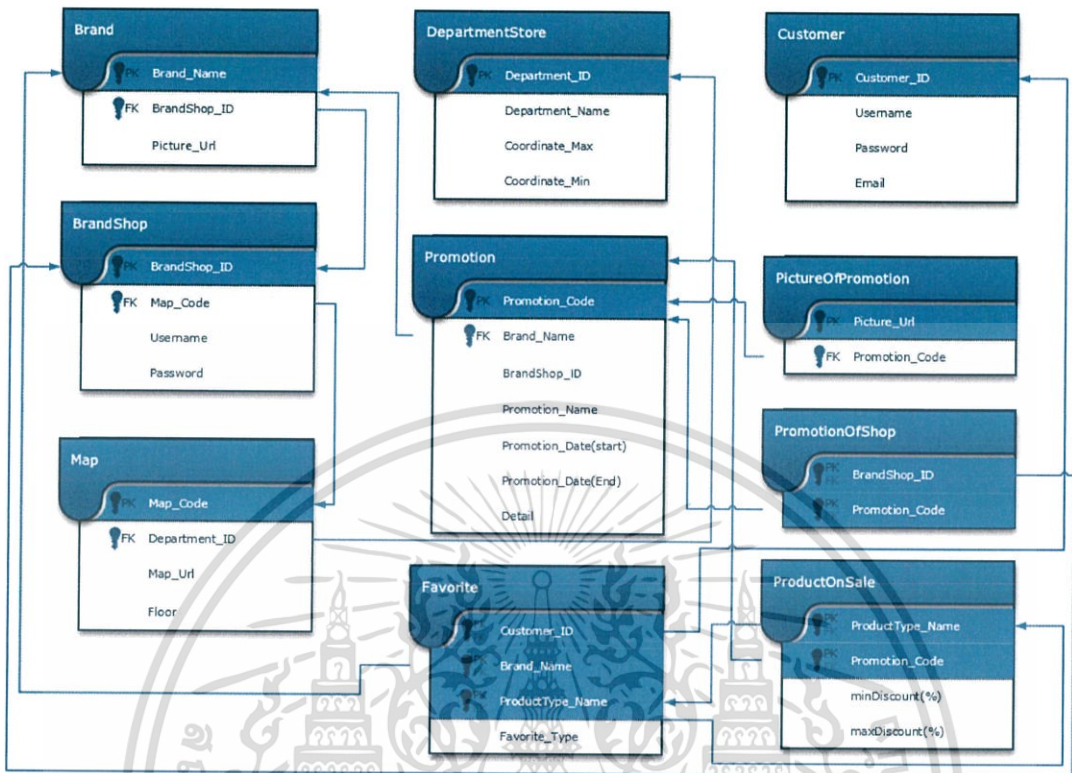 Brand
PK Brand_Name
FK BrandShop_ID
Picture_Url
DepartmentStore
PK Department_ID
Department_Name
Coordinate_Max
Coordinate_Min
Customer
PK Customer_ID
Username
Password
Email
BrandShop
PK BrandShop_ID
FK Map_Code
Username
Password
Promotion
PK Promotion_Code
FK Brand_Name
BrandShop_ID
Promotion_Name
Promotion_Date(start)
Promotion_Date(End)
Detail
PictureOfPromotion
PK Picture_Url
FK Promotion_Code
PromotionOfShop
PK FK BrandShop_ID
PK Promotion_Code
Map
PK Map_Code
FK Department_ID
Map_Url
Floor
Favorite
Customer_ID
Brand_Name
PK ProductType_Name
Favorite_Type
ProductOnSale
PK ProductType_Name
PK Promotion_Code
minDiscount(%)
maxDiscount(%)